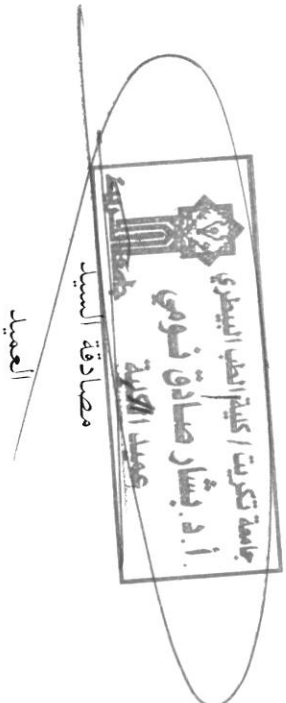 جامعة تكريت / كلية الطب البيطري
أ.د. بشار صادق نومي
عميد الكلية
مصادقة السيد
العميد